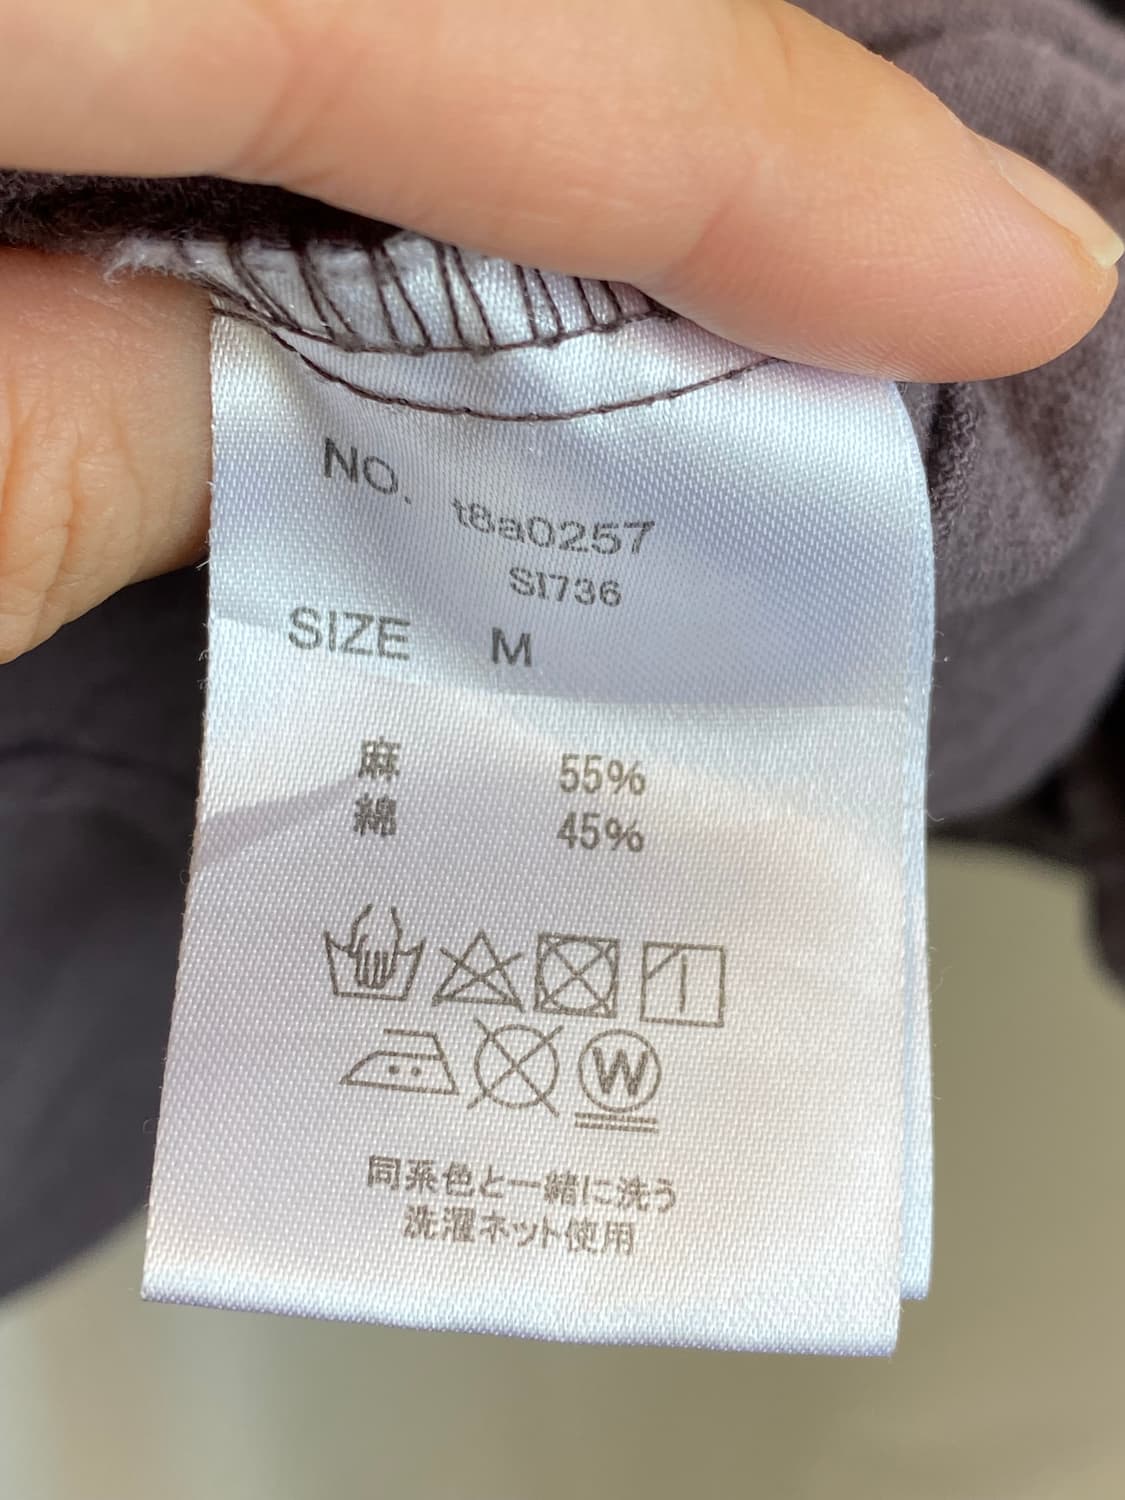 NO. t8a0257
SI736
SIZE M
麻 55%
綿 45%
W
同系色と一緒に洗う
洗濯ネット使用